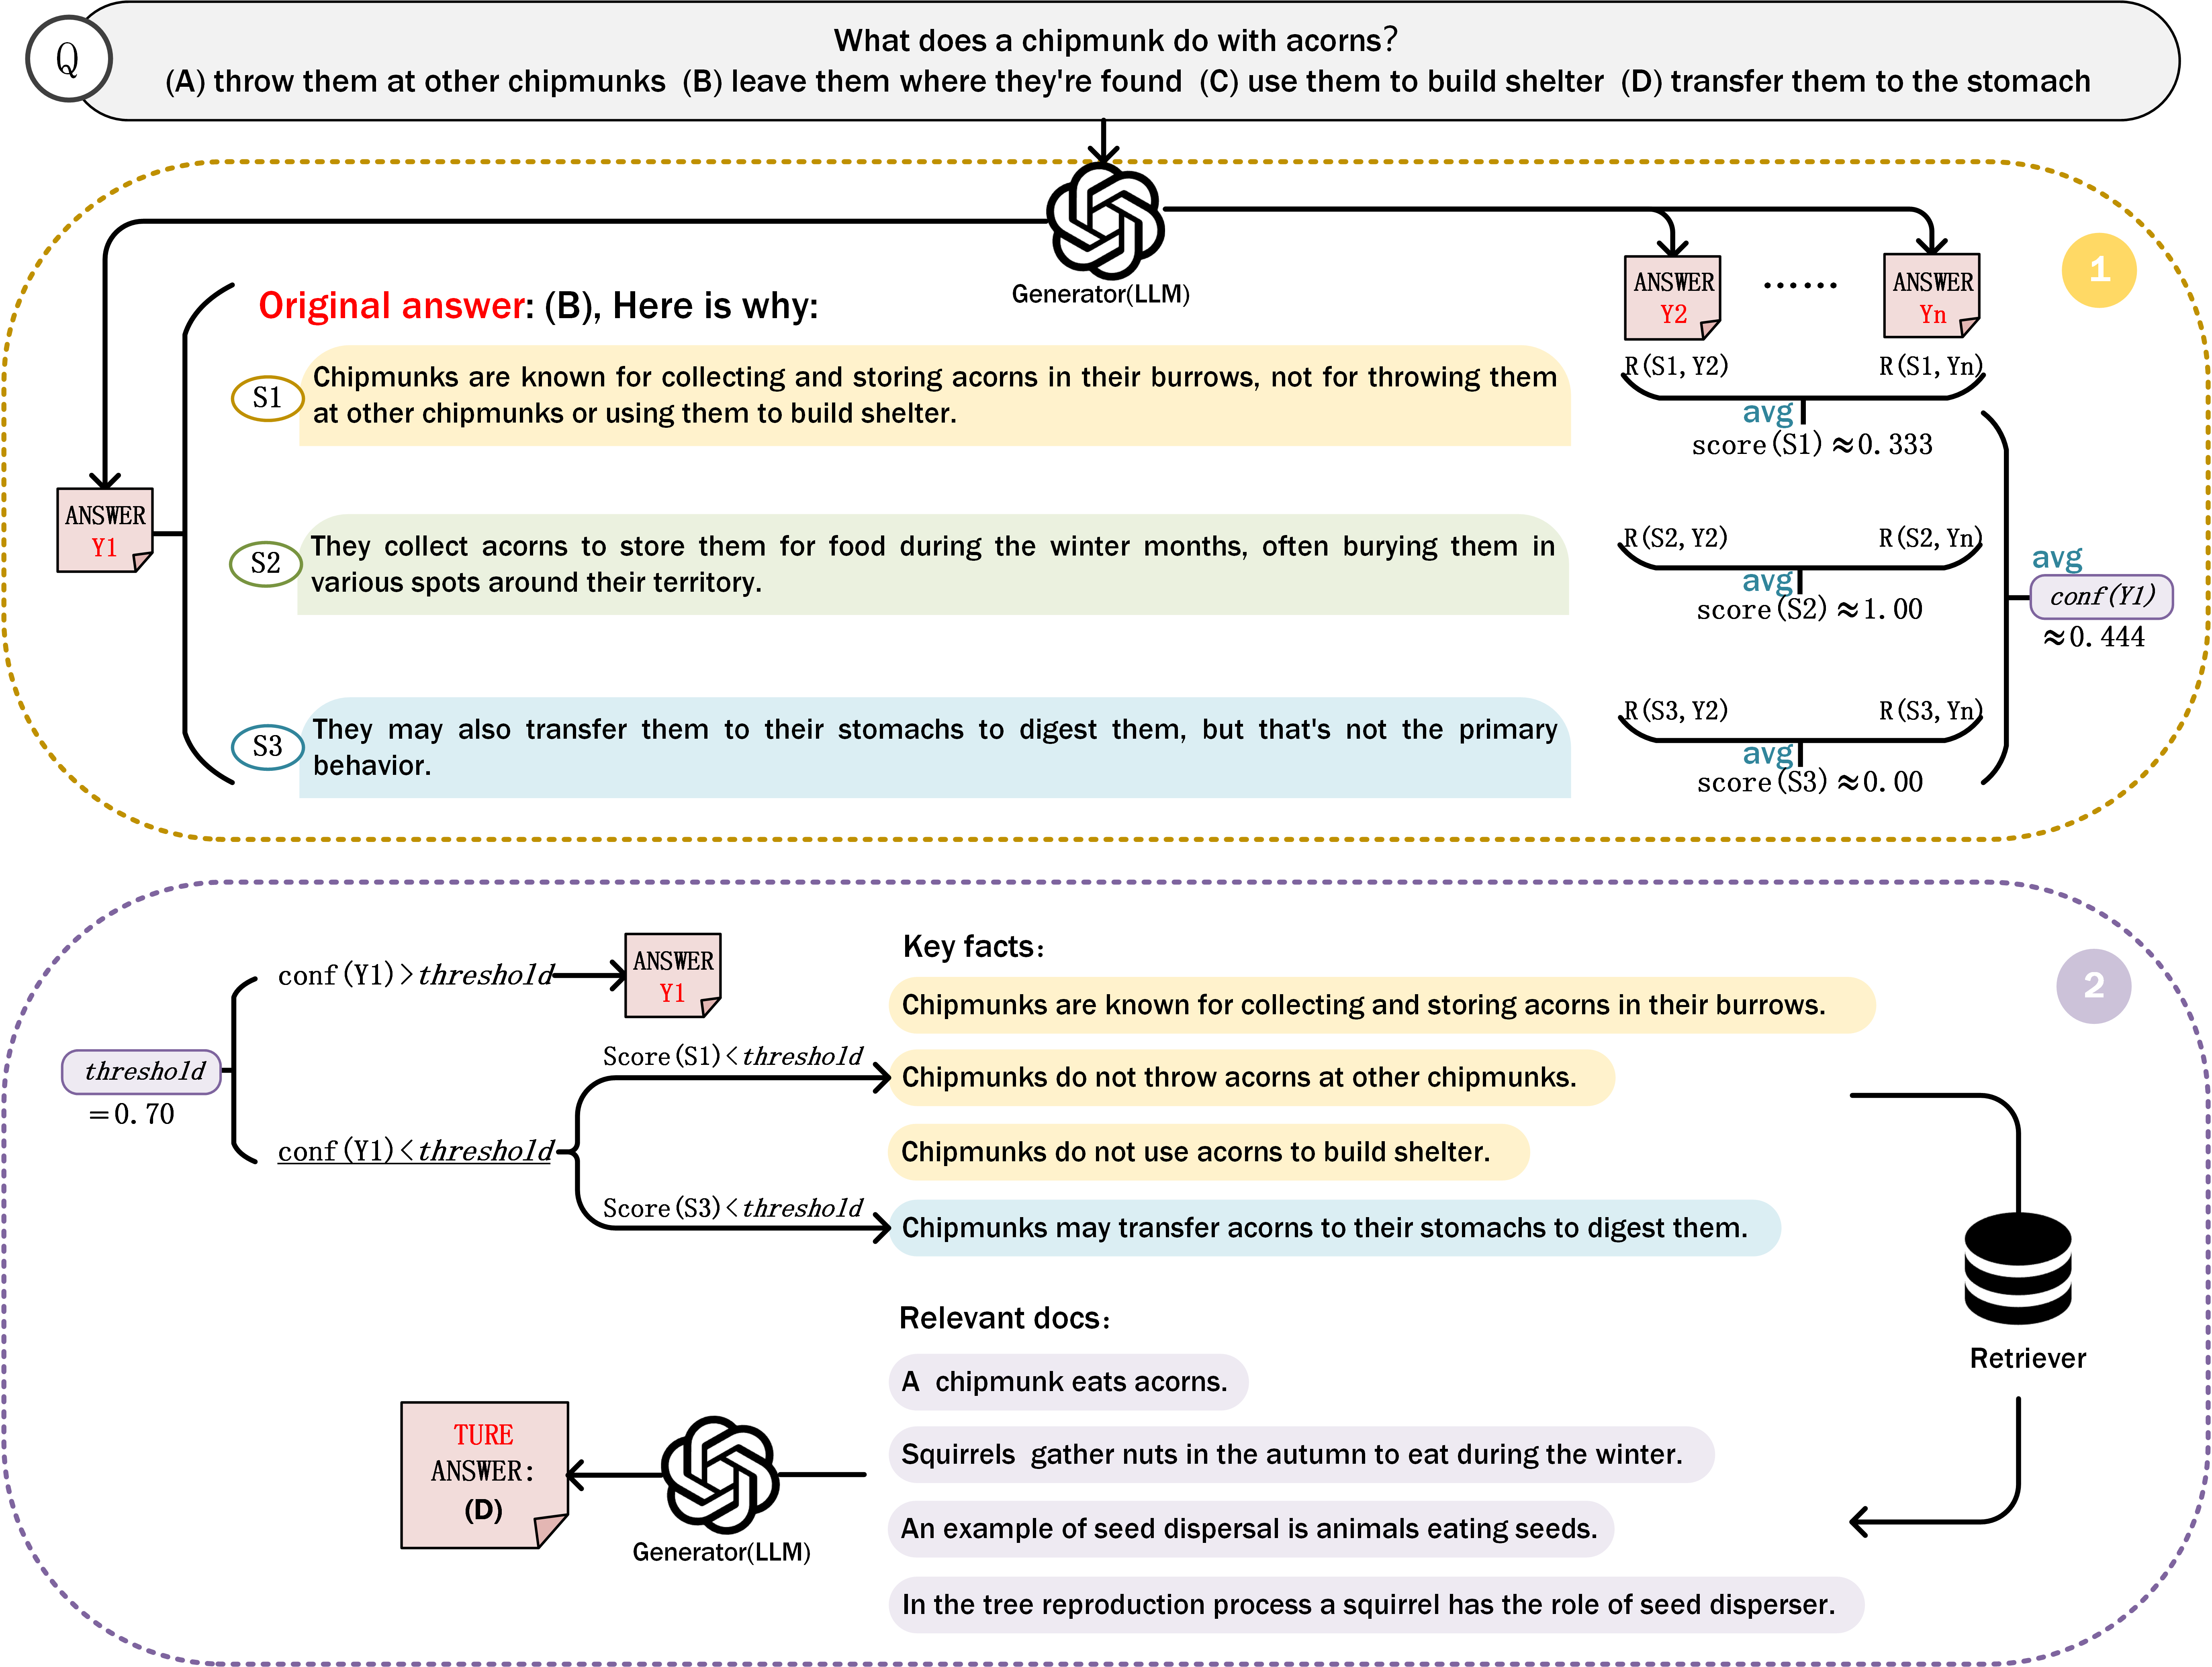 Q
What does a chipmunk do with acorns?
(A) throw them at other chipmunks (B) leave them where they're found (C) use them to build shelter (D) transfer them to the stomach
Generator(LLM)
1
ANSWER
Y2
......
ANSWER
Yn
Original answer: (B), Here is why:
S1
Chipmunks are known for collecting and storing acorns in their burrows, not for throwing them
at other chipmunks or using them to build shelter.
R(S1, Y2)
R(S1, Yn)
avg
score(S1)≈0.333
ANSWER
Y1
S2
They collect acorns to store them for food during the winter months, often burying them in
various spots around their territory.
R(S2, Y2)
R(S2, Yn)
avg
score(S2)≈1.00
avg
conf(Y1)
≈0.444
S3
They may also transfer them to their stomachs to digest them, but that's not the primary
behavior.
R(S3, Y2)
R(S3, Yn)
avg
score(S3)≈0.00
2
threshold
=0.70
conf(Y1)>threshold
ANSWER
Y1
conf(Y1)<threshold
Score(S1)<threshold
Score(S3)<threshold
Key facts:
Chipmunks are known for collecting and storing acorns in their burrows.
Chipmunks do not throw acorns at other chipmunks.
Chipmunks do not use acorns to build shelter.
Chipmunks may transfer acorns to their stomachs to digest them.
Retriever
Relevant docs:
A chipmunk eats acorns.
Squirrels gather nuts in the autumn to eat during the winter.
An example of seed dispersal is animals eating seeds.
In the tree reproduction process a squirrel has the role of seed disperser.
Generator(LLM)
TURE
ANSWER:
(D)